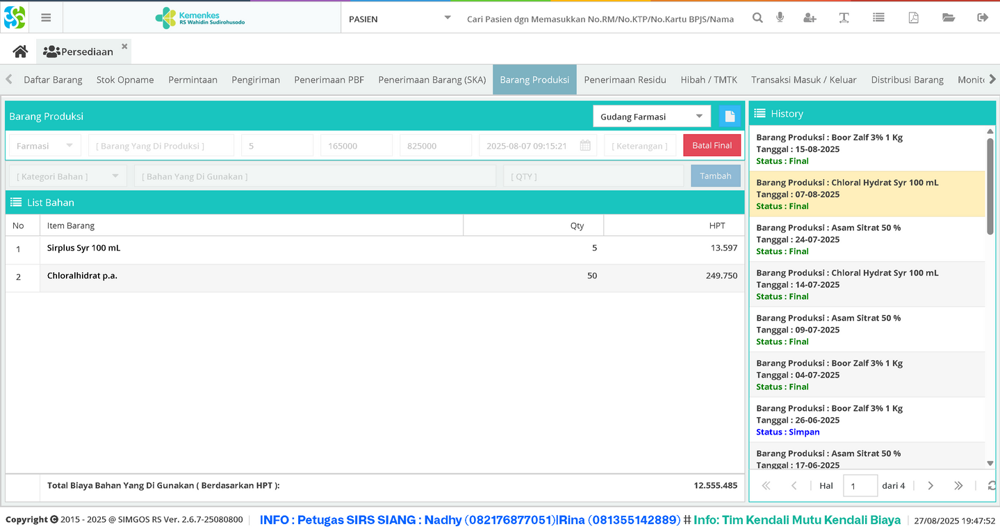 Kemenkes
RS Wahidin Sudirohusodo
PASIEN
Cari Pasien dgn Memasukkan No.RM/No.KTP/No.Kartu BPJS/Nama
Persediaan
Daftar Barang Stok Opname Permintaan Pengiriman Penerimaan PBF Penerimaan Barang (SKA) Barang Produksi Penerimaan Residu Hibah / TMTK Transaksi Masuk / Keluar Distribusi Barang Monito
Barang Produksi
Gudang Farmasi
Farmasi [ Barang Yang Di Produksi ] 5 165000 825000 2025-08-07 09:15:21 [ Keterangan ] Batal Final
[ Kategori Bahan ] [ Bahan Yang Di Gunakan ] [ QTY ] Tambah
List Bahan
No Item Barang Qty HPT
1 Sirplus Syr 100 mL 5 13.597
2 Chloralhidrat p.a. 50 249.750
Total Biaya Bahan Yang Di Gunakan ( Berdasarkan HPT ): 12.555.485
History
Barang Produksi : Boor Zalf 3% 1 Kg
Tanggal : 15-08-2025
Status : Final
Barang Produksi : Chloral Hydrat Syr 100 mL
Tanggal : 07-08-2025
Status : Final
Barang Produksi : Asam Sitrat 50 %
Tanggal : 24-07-2025
Status : Final
Barang Produksi : Chloral Hydrat Syr 100 mL
Tanggal : 14-07-2025
Status : Final
Barang Produksi : Asam Sitrat 50 %
Tanggal : 09-07-2025
Status : Final
Barang Produksi : Boor Zalf 3% 1 Kg
Tanggal : 04-07-2025
Status : Final
Barang Produksi : Boor Zalf 3% 1 Kg
Tanggal : 26-06-2025
Status : Simpan
Barang Produksi : Asam Sitrat 50 %
Tanggal : 17-06-2025
Hal 1 dari 4
Copyright © 2015 - 2025 @ SIMGOS RS Ver. 2.6.7-25080800 INFO : Petugas SIRS SIANG : Nadhy (082176877051)|Rina (081355142889) # Info: Tim Kendali Mutu Kendali Biaya 27/08/2025 19:47:52